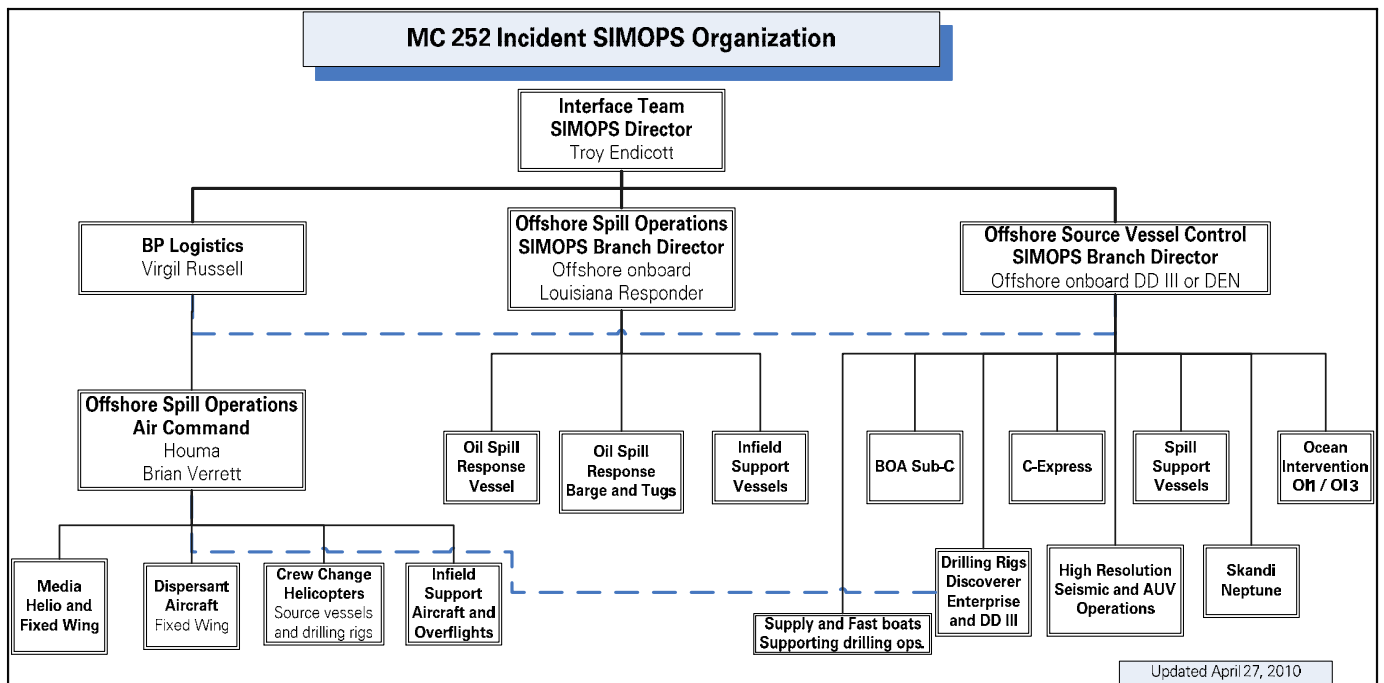 MC 252 Incident SIMOPS Organization
Interface Team
SIMOPS Director
Troy Endicott
BP Logistics
Virgil Russell
Offshore Spill Operations
SIMOPS Branch Director
Offshore onboard
Louisiana Responder
Offshore Source Vessel Control
SIMOPS Branch Director
Offshore onboard DD III or DEN
Offshore Spill Operations
Air Command
Houma
Brian Verrett
Oil Spill
Response
Vessel
Oil Spill
Response
Barge and Tugs
Infield
Support
Vessels
BOA Sub-C
C-Express
Spill
Support
Vessels
Ocean
Intervention
OI1 / OI3
Media
Helio and
Fixed Wing
Dispersant
Aircraft
Fixed Wing
Crew Change
Helicopters
Source vessels
and drilling rigs
Infield
Support
Aircraft and
Overflights
Supply and Fast boats
Supporting drilling ops.
Drilling Rigs
Discoverer
Enterprise
and DD III
High Resolution
Seismic and AUV
Operations
Skandi
Neptune
Updated April 27, 2010